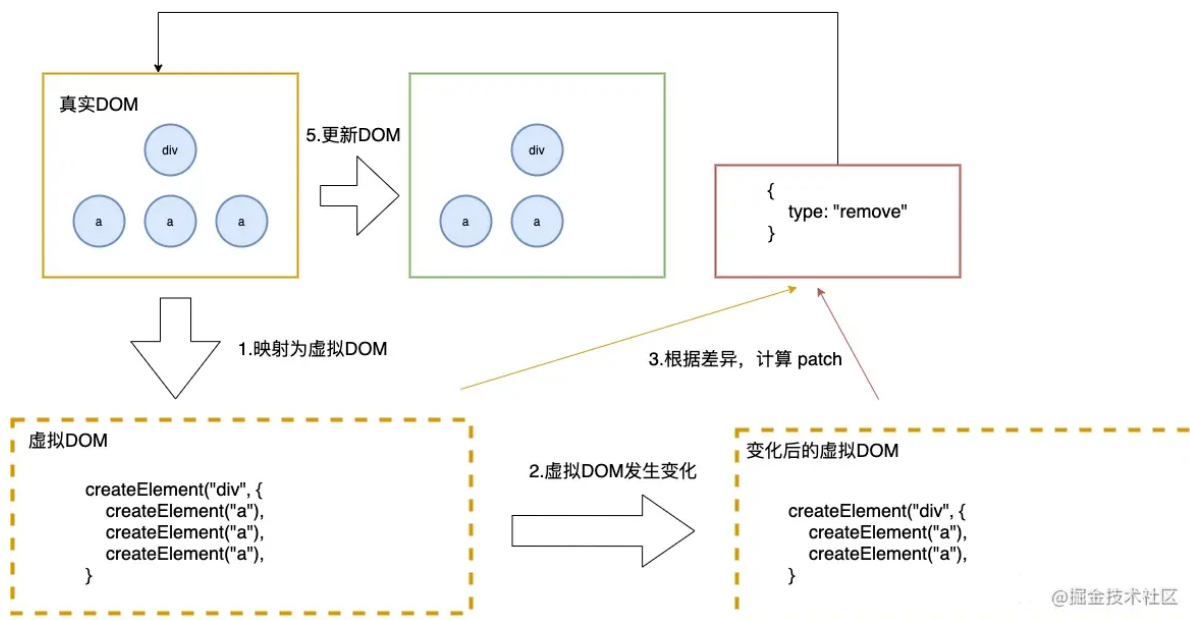 真实DOM
div
a
a
a
5.更新DOM
div
a
a
{
type: "remove"
}
1.映射为虚拟DOM
3.根据差异，计算 patch
虚拟DOM
createElement("div", {
createElement("a"),
createElement("a"),
createElement("a"),
}
2.虚拟DOM发生变化
变化后的虚拟DOM
createElement("div", {
createElement("a"),
createElement("a"),
}
@掘金技术社区